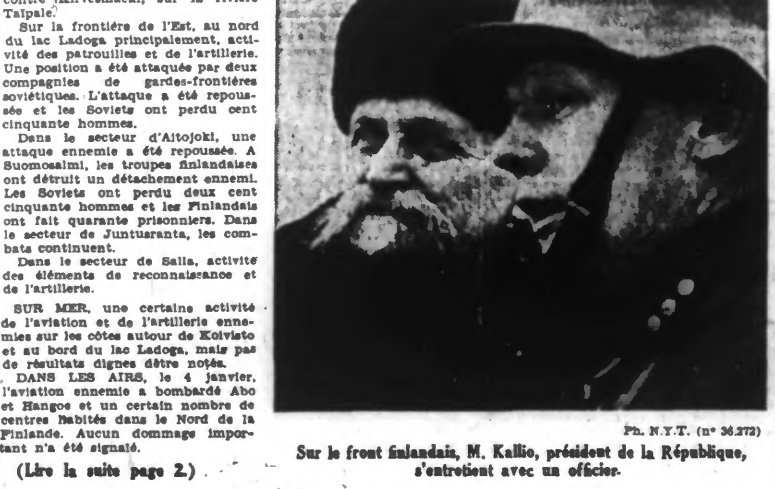 Taïpale.
Sur la frontière de l'Est, au nord
du lac Ladoga principalement, acti-
vité des patrouilles et de l'artillerie.
Une position a été attaquée par deux
compagnies de gardes-frontières
soviétiques. L'attaque a été repous-
sée et les Soviets ont perdu cent
cinquante hommes.
Dans le secteur d'Aitojoki, une
attaque ennemie a été repoussée. A
Suomosalmi, les troupes finlandaises
ont détruit un détachement ennemi.
Les Soviets ont perdu deux cent
cinquante hommes et les Finlandais
ont fait quarante prisonniers. Dans
le secteur de Juntusranta, les com-
bats continuent.
Dans le secteur de Salla, activité
des éléments de reconnaissance et
de l'artillerie.
SUR MER, une certaine activité
de l'aviation et de l'artillerie enne-
mies sur les côtes autour de Koivisto
et au bord du lac Ladoga, mais pas
de résultats dignes dêtre notés.
DANS LES AIRS, le 4 janvier,
l'aviation ennemie a bombardé Abo
et Hangoe et un certain nombre de
centres habités dans le Nord de la
Finlande. Aucun dommage impor-
tant n'a été signalé.
(Lire la suite page 2.)
Ph. N.Y.T. (n° 36.272)
Sur le front finlandais, M. Kallio, président de la République,
s'entretient avec un officier.